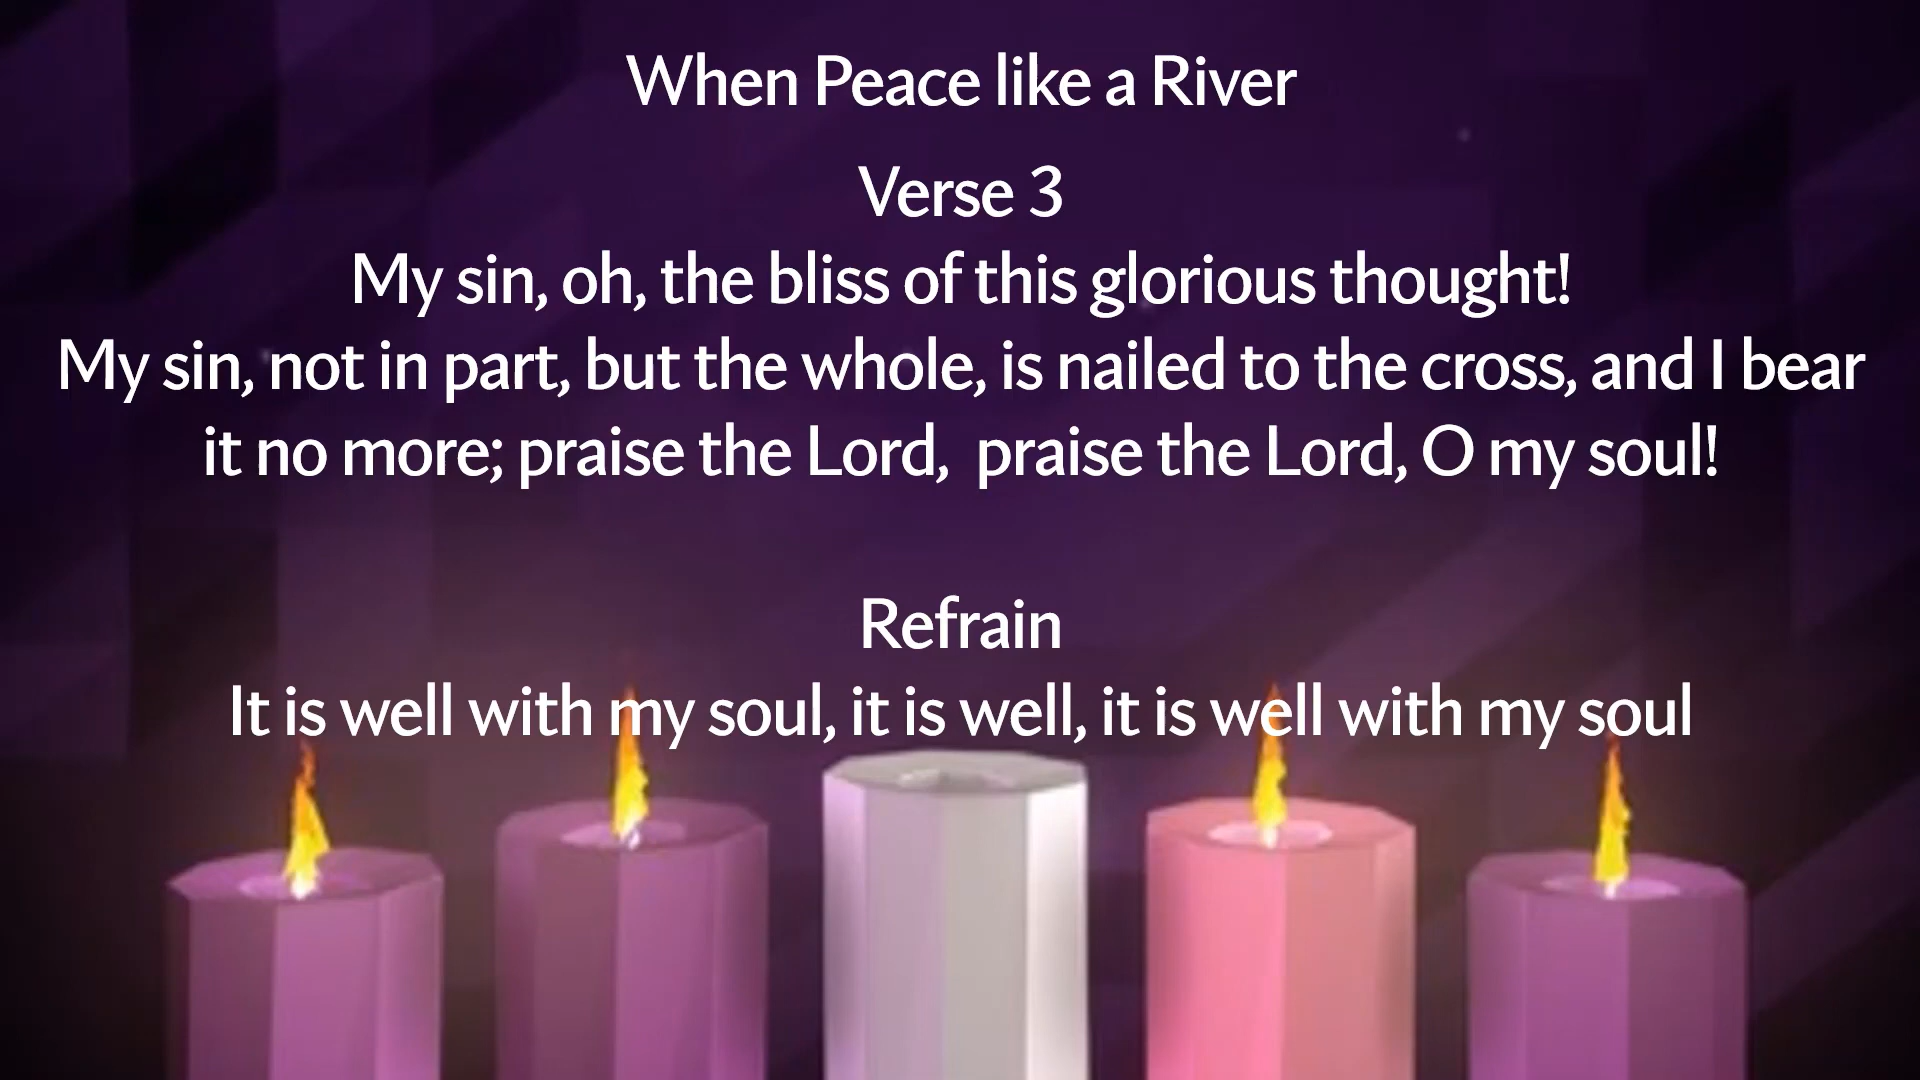 When Peace like a River
Verse 3
My sin, oh, the bliss of this glorious thought!
My sin, not in part, but the whole, is nailed to the cross, and I bear
it no more; praise the Lord,  praise the Lord, O my soul!
Refrain
It is well with my soul, it is well, it is well with my soul